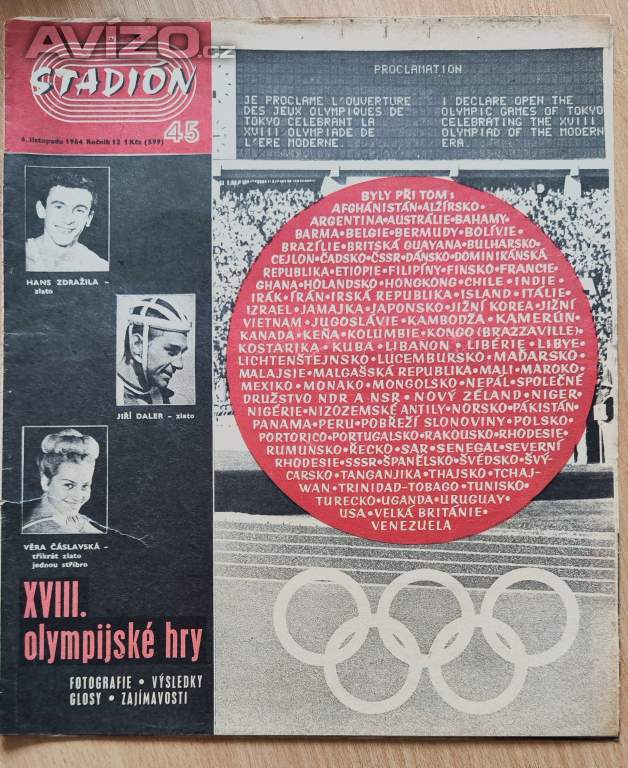 AVÍZO.cz
STADIÓN
4. listopadu 1964 Ročník 12 1 Kčs (599)
45
HANS ZDRAŽILA –
zlato
JIŘÍ DALER – zlato
VĚRA ČÁSLAVSKÁ –
třikrát zlato
jednou stříbro
XVIII.
olympijské hry
FOTOGRAFIE • VÝSLEDKY
GLOSY • ZAJÍMAVOSTI
PROCLAMATION
JE PROCLAME L'OUVERTURE
DES JEUX OLYMPIQUES DE
TOKYO CELEBRANT LA
XVIII OLYMPIADE DE
L'ERE MODERNE.
I DECLARE OPEN THE
OLYMPIC GAMES OF TOKYO
CELEBRATING THE XVIII
OLYMPIAD OF THE MODERN
ERA
BYLY PŘI TOM:
AFGHÁNISTÁN•ALŽÍRSKO•
ARGENTINA•AUSTRÁLIE•BAHAMY•
BARMA•BELGIE•BERMUDY•BOLÍVIE•
BRAZÍLIE•BRITSKÁ GUAYANA•BULHARSKO•
CEJLON•ČADSKO•ČSSR•DÁNSKO•DOMINIKÁNSKÁ
REPUBLIKA•ETIOPIE•FILIPÍNY•FINSKO•FRANCIE•
GHANA•HOLANDSKO•HONGKONG•CHILE•INDIE•
IRÁK•ÍRÁN•IRSKÁ REPUBLIKA•ISLAND•ITÁLIE•
IZRAEL•JAMAJKA•JAPONSKO•JIŽNÍ KOREA•JIŽNÍ
VIETNAM•JUGOSLÁVIE•KAMBODŽA•KAMERUN•
KANADA•KEŇA•KOLUMBIE•KONGO (BRAZZAVILLE)•
KOSTARIKA•KUBA•LIBANON•LIBÉRIE•LIBYE•
LICHTENŠTEJNSKO•LUCEMBURSKO•MAĎARSKO•
MALAJSIE•MALGAŠSKÁ REPUBLIKA•MALI•MAROKO•
MEXIKO•MONAKO•MONGOLSKO•NEPÁL•SPOLEČNÉ
DRUŽSTVO NDR A NSR•NOVÝ ZÉLAND•NIGER•
NIGÉRIE•NIZOZEMSKÉ ANTILY•NORSKO•PÁKISTÁN•
PANAMA•PERU•POBŘEŽÍ SLONOVINY•POLSKO•
PORTORICO•PORTUGALSKO•RAKOUSKO•RHODESIE•
RUMUNSKO•ŘECKO•SAR•SENEGAL•SEVERNÍ
RHODESIE•SSSR•ŠPANĚLSKO•ŠVÉDSKO•ŠVÝ-
CARSKO•TANGANJIKA•THAJSKO•TCHAJ-
WAN•TRINIDAD-TOBAGO•TUNISKO•
TURECKO•UGANDA•URUGUAY•
USA•VELKÁ BRITÁNIE•
VENEZUELA